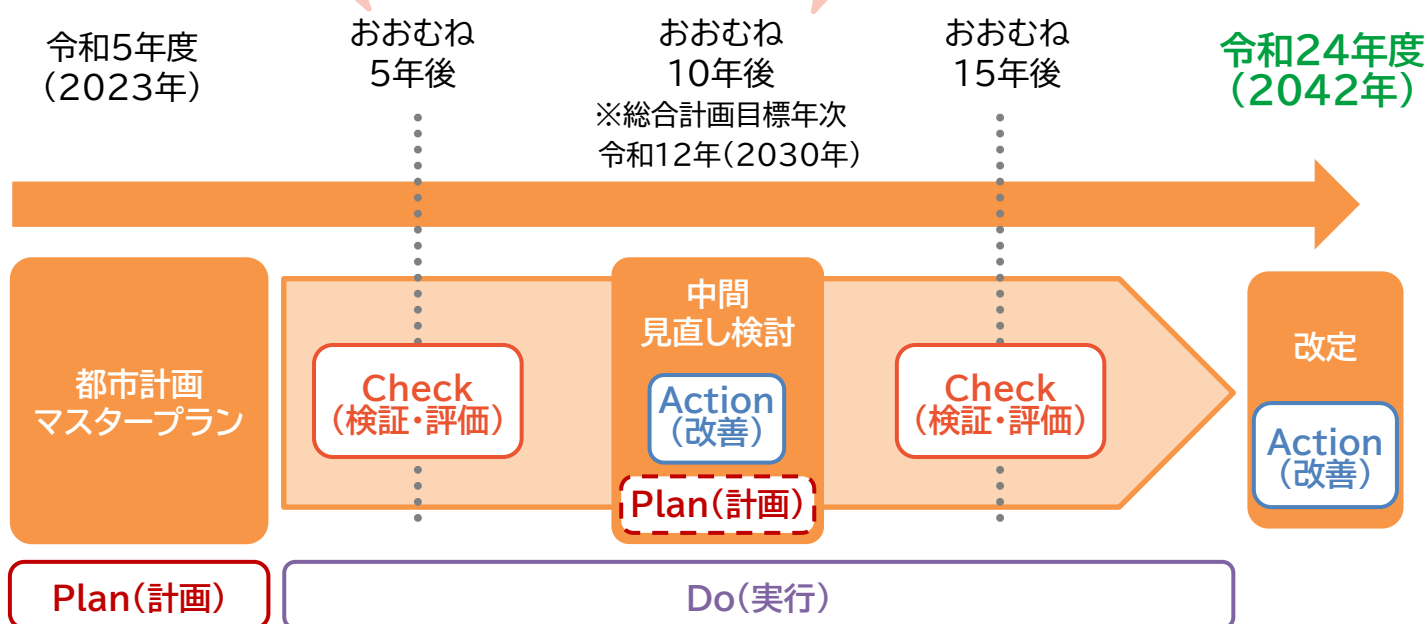 令和5年度
(2023年)
おおむね
5年後
おおむね
10年後
※総合計画目標年次
令和12年(2030年)
おおむね
15年後
令和24年度
(2042年)
都市計画
マスタープラン
Check
(検証・評価)
中間
見直し検討
Action
(改善)
Plan(計画)
Check
(検証・評価)
改定
Action
(改善)
Plan(計画)
Do(実行)